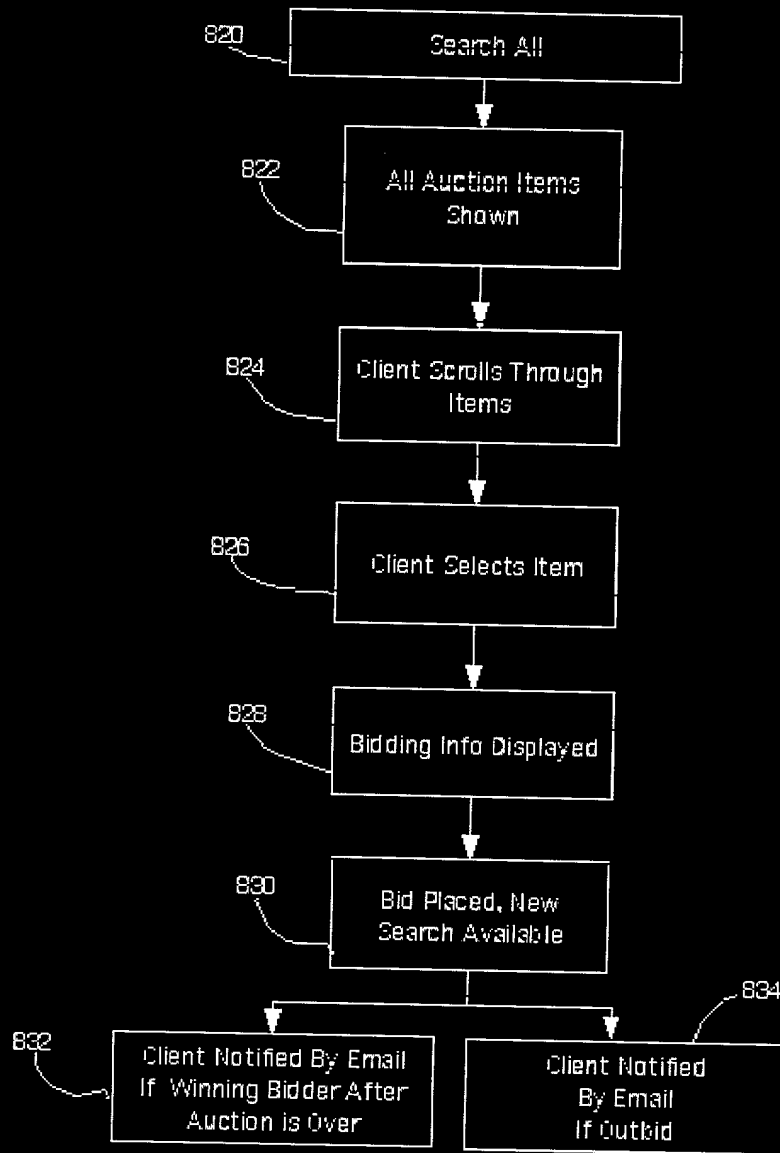 820
Search All
822
All Auction Items
Shown
824
Client Scrolls Through
Items
826
Client Selects Item
828
Bidding Info Displayed
830
Bid Placed, New
Search Available
832
Client Notified By Email
If Winning Bidder After
Auction is Over
834
Client Notified
By Email
If Outbid